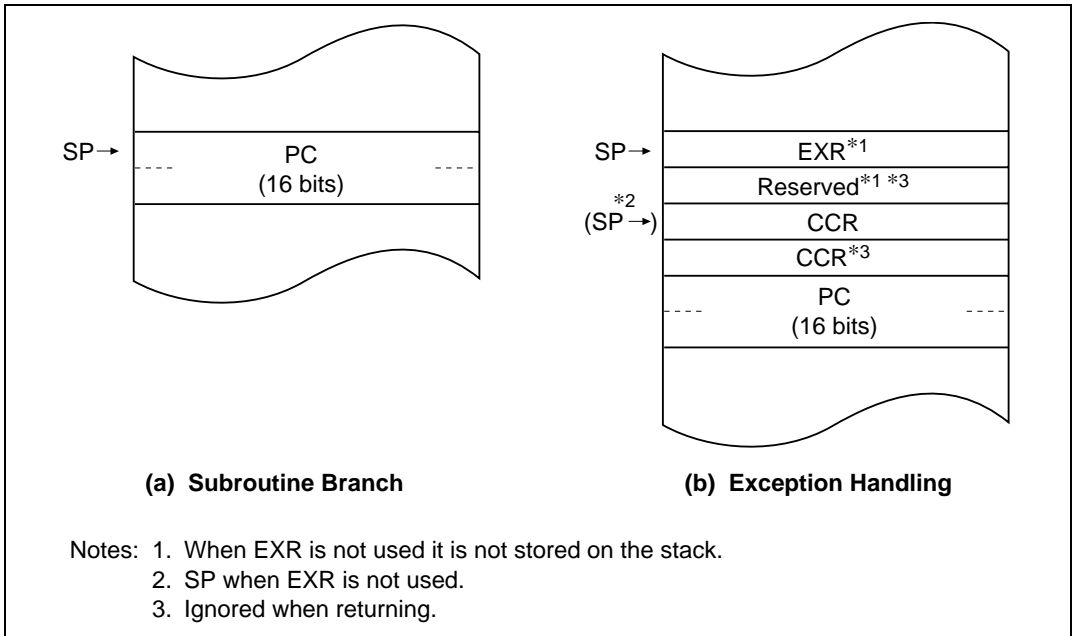 SP→
PC
(16 bits)
(a) Subroutine Branch
SP→
EXR*1
Reserved*1 *3
*2
(SP→)
CCR
CCR*3
PC
(16 bits)
(b) Exception Handling
Notes: 1. When EXR is not used it is not stored on the stack.
2. SP when EXR is not used.
3. Ignored when returning.